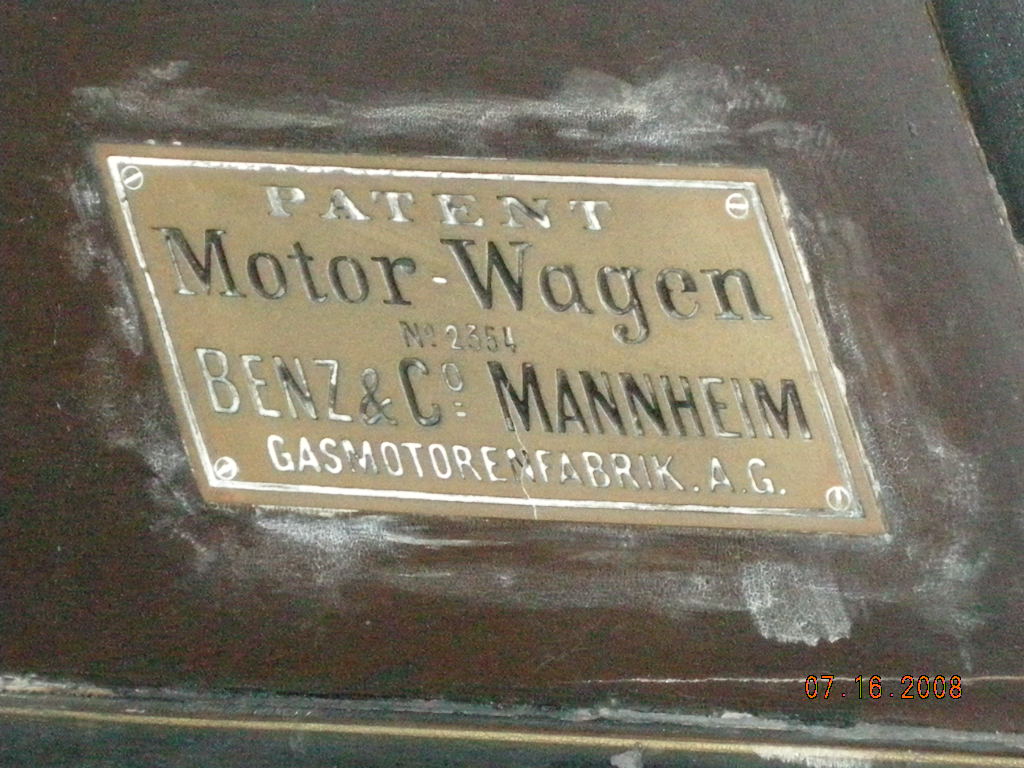 PATENT
Motor-Wagen
No. 2354
BENZ & Co. MANNHEIM
GASMOTORENFABRIK. A.G.
07.16.2008